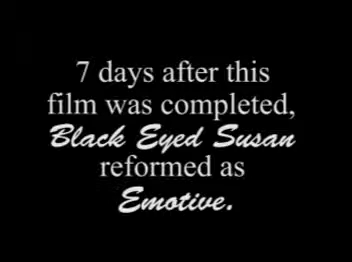 7 days after this
film was completed,
Black Eyed Susan
reformed as
Emotive.